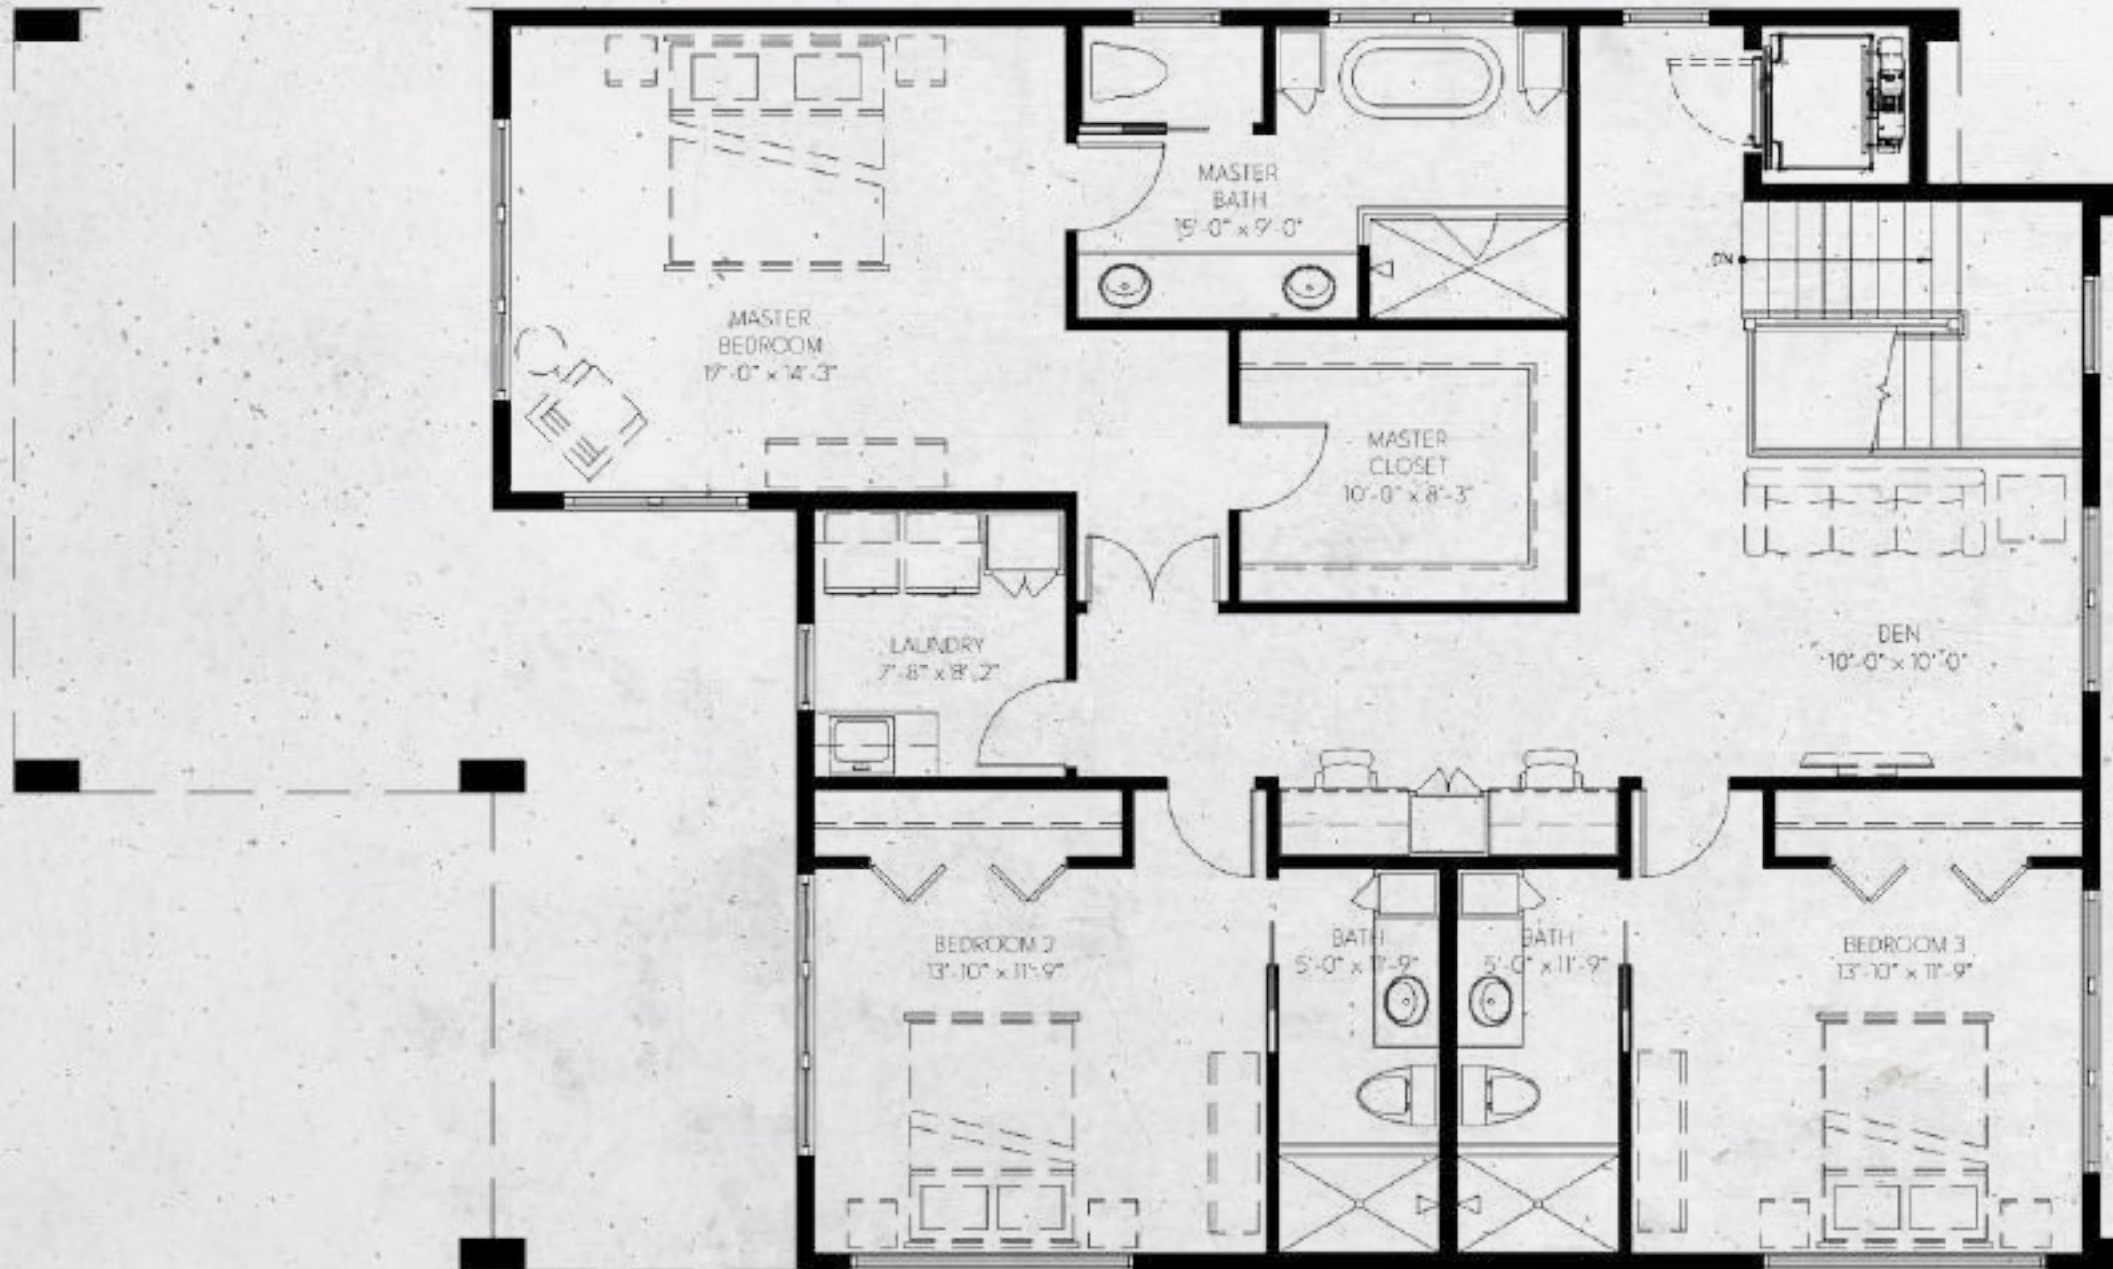 MASTER
BATH
15'-0" x 9'-0"
DN
MASTER
BEDROOM
17'-0" x 14'-3"
MASTER
CLOSET
10'-0" x 8'-3"
LAUNDRY
7'-8" x 8'-2"
DEN
10'-0" x 10'-0"
BEDROOM 2
13'-10" x 11'-9"
BATH
5'-0" x 11'-9"
BATH
5'-0" x 11'-9"
BEDROOM 3
13'-10" x 11'-9"